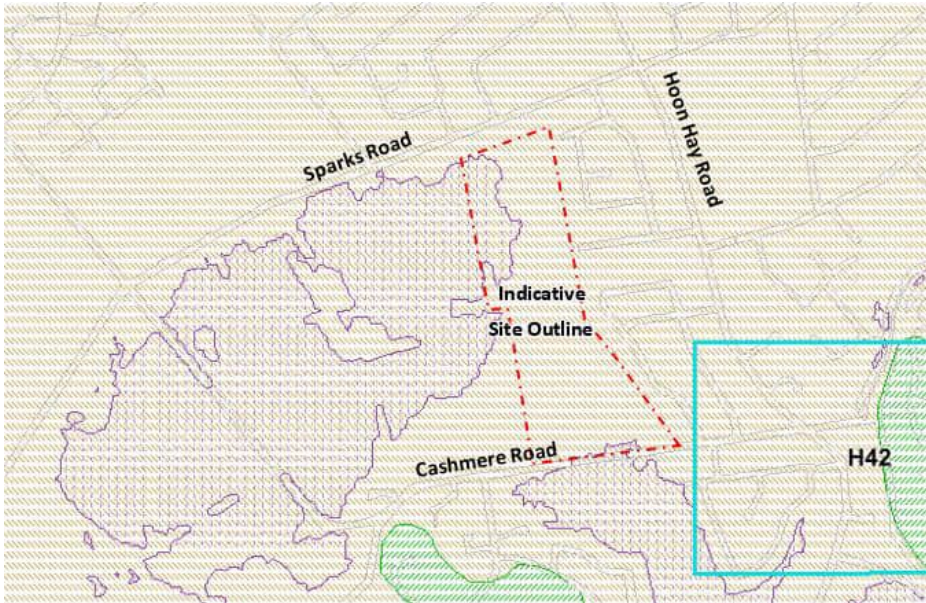 Sparks Road
Hoon Hay Road
Indicative
Site Outline
Cashmere Road
H42